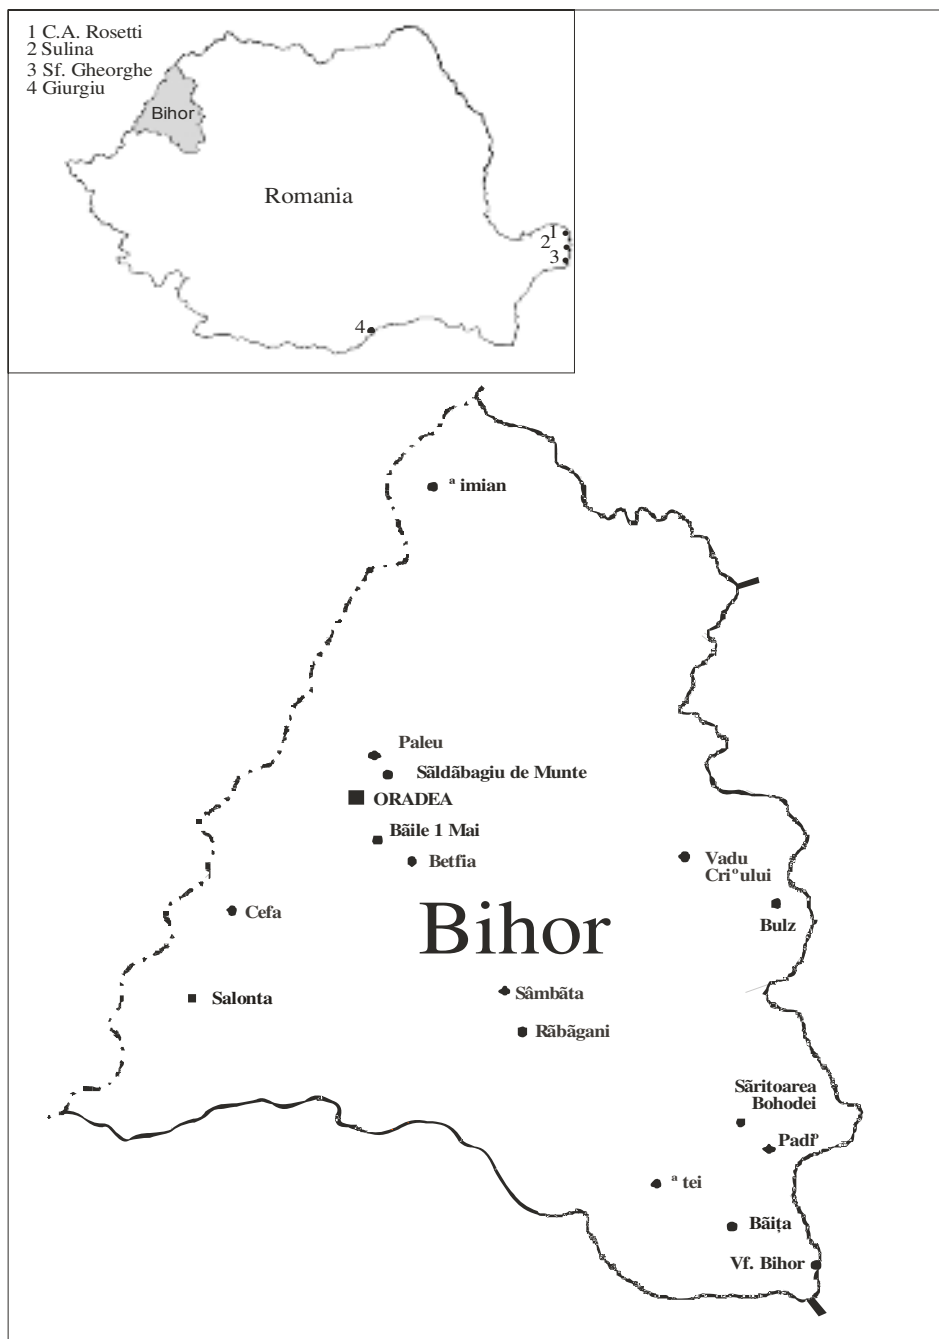 1 C.A. Rosetti
2 Sulina
3 Sf. Gheorghe
4 Giurgiu
Bihor
Romania
1
2
3
4
ª imian
Paleu
Sãldãbagiu de Munte
ORADEA
Bãile 1 Mai
Betfia
Vadu
Criºului
Cefa
Bihor
Bulz
Salonta
Sâmbãta
Rãbãgani
Sãritoarea
Bohodei
Padiº
ª tei
Bãița
Vf. Bihor